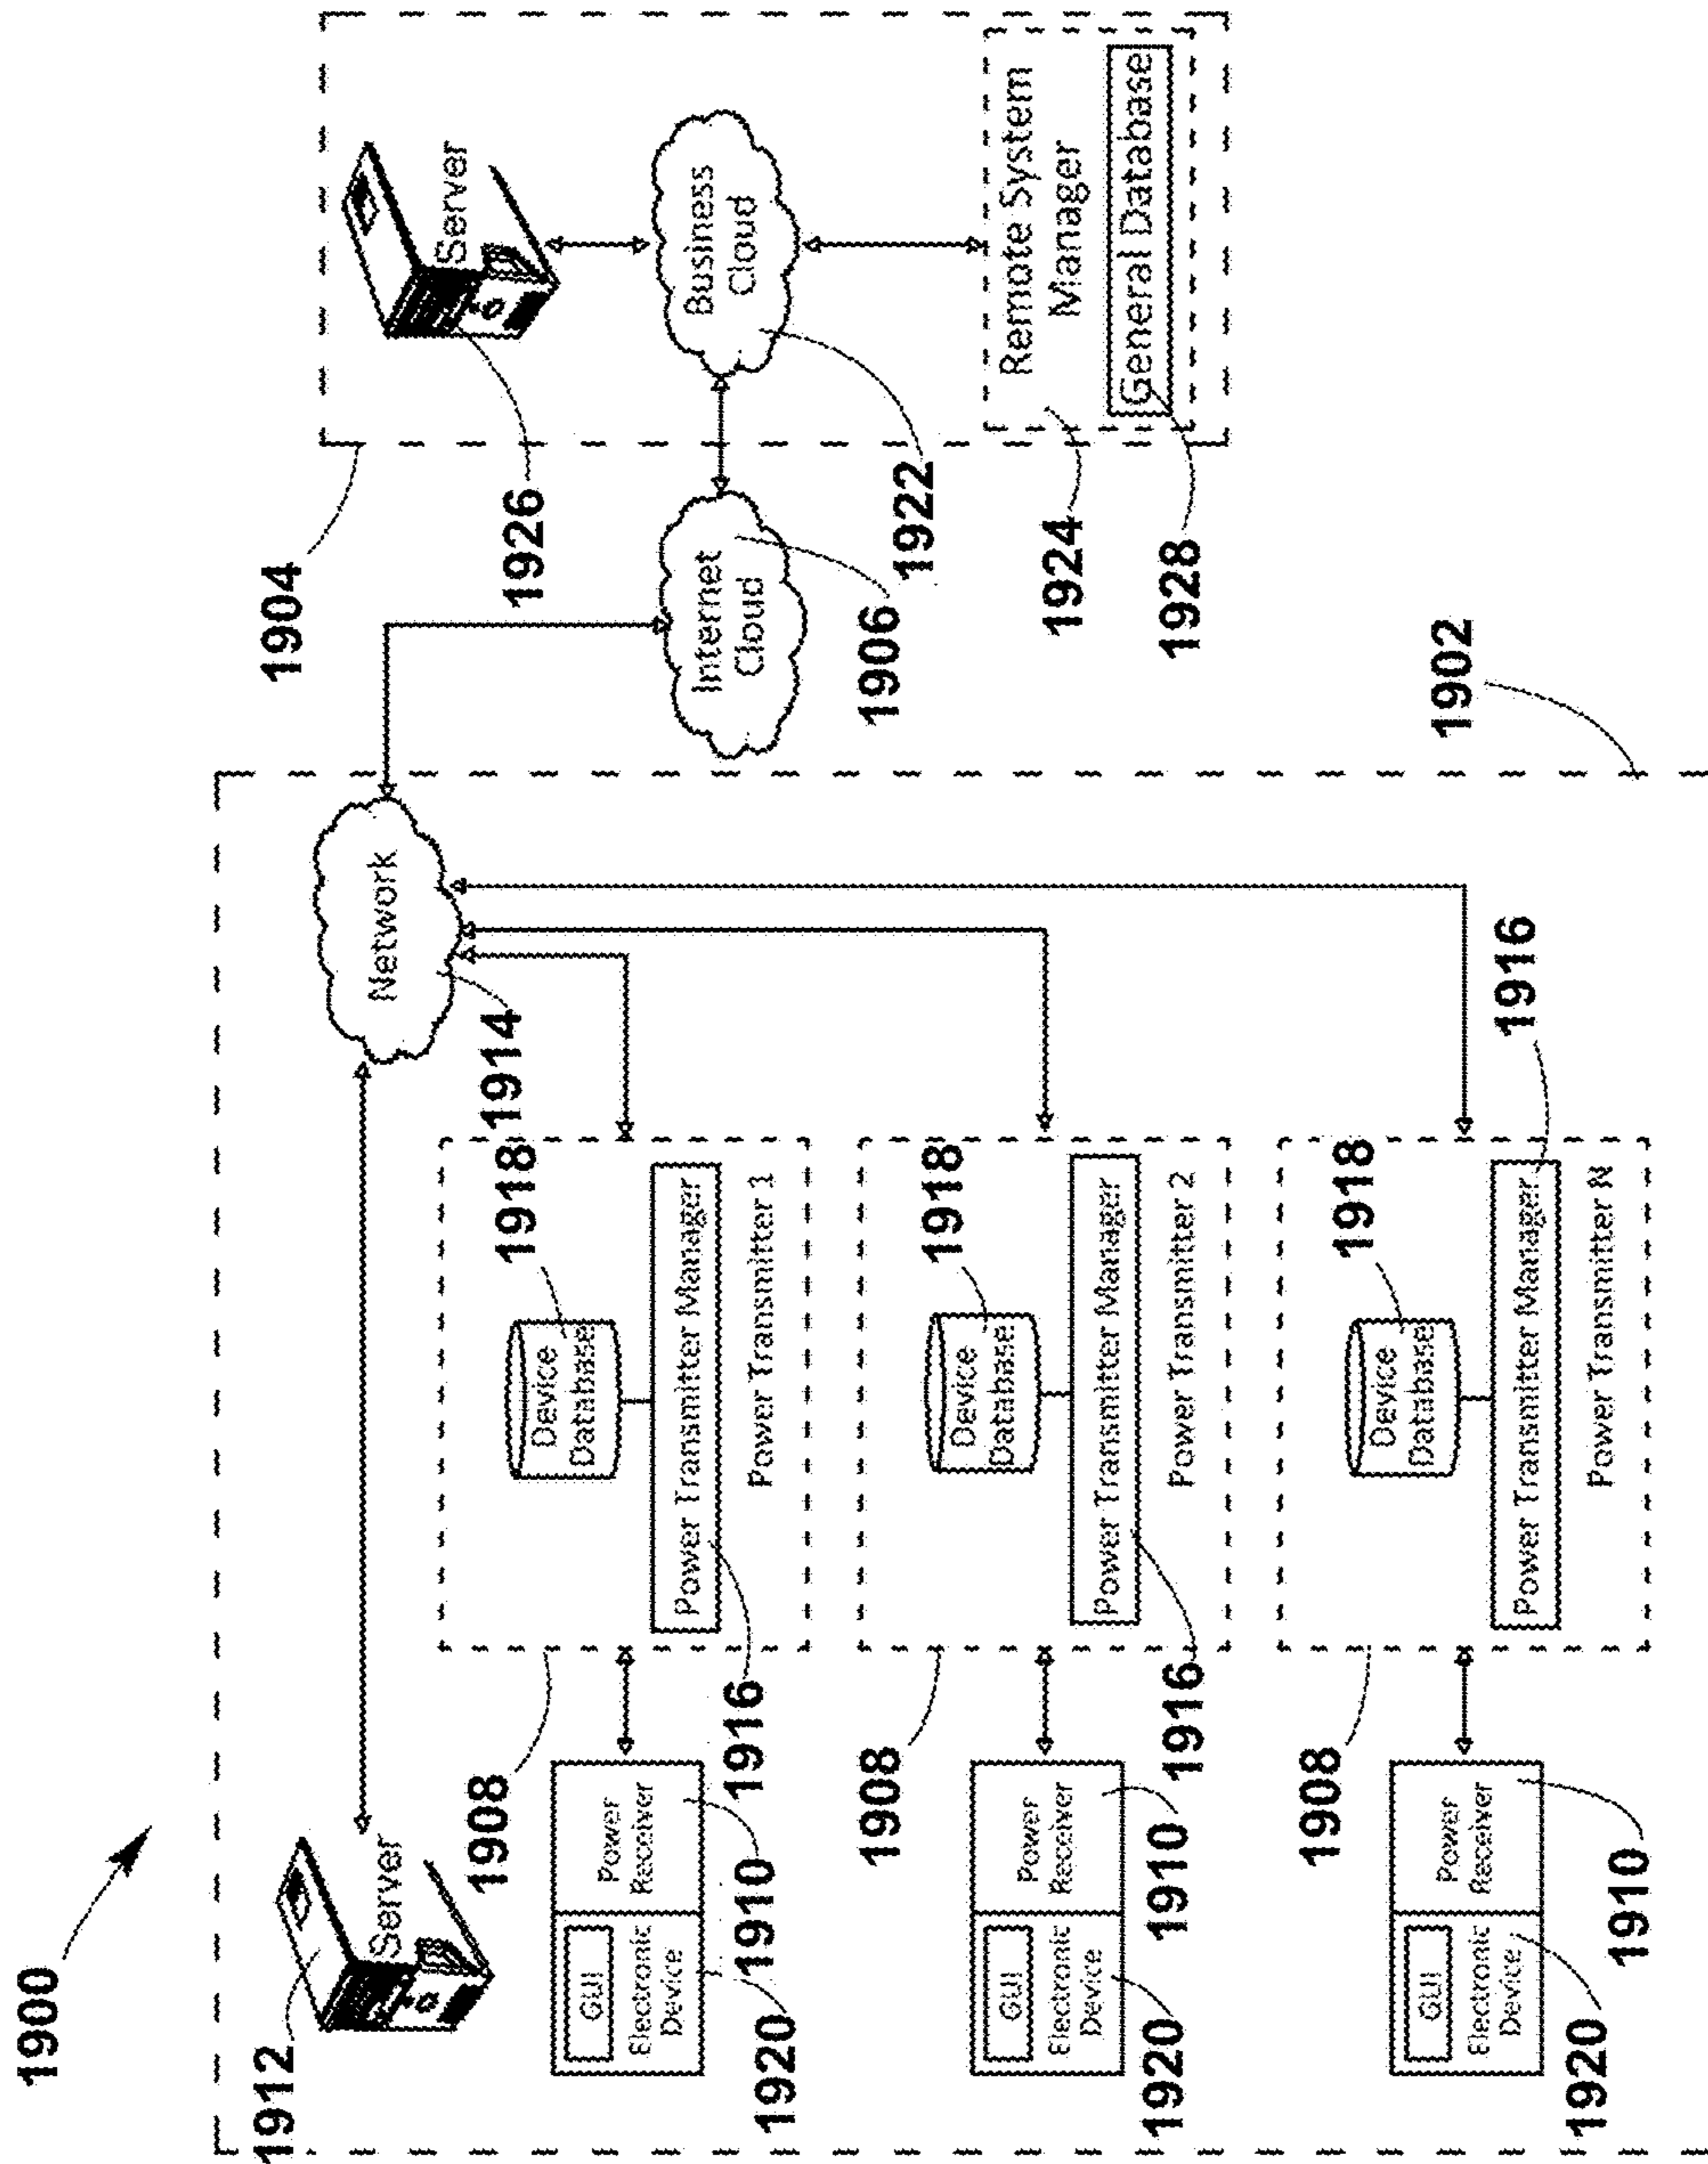 1900
1912
Server
Network
1914
1904
Server
1926
Internet
Cloud
1906
Business
Cloud
1922
Remote System
Manager
General Database
1924
1928
1902
GUI
Electronic
Device
Power
Receiver
1920
1910
1908
Device
Database
1918
Power Transmitter Manager
1916
Power Transmitter 1
GUI
Electronic
Device
Power
Receiver
1920
1910
1908
Device
Database
1918
Power Transmitter Manager
1916
Power Transmitter 2
GUI
Electronic
Device
Power
Receiver
1920
1910
1908
Device
Database
1918
Power Transmitter Manager
1916
Power Transmitter N